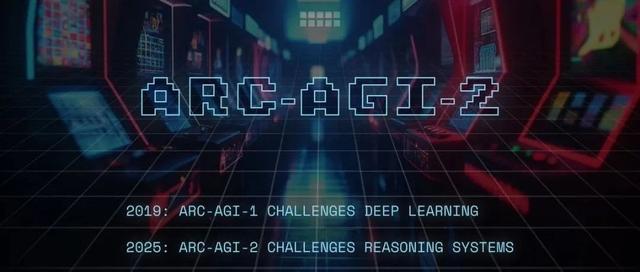 ARC-AGI-2
2019: ARC-AGI-1 CHALLENGES DEEP LEARNING
2025: ARC-AGI-2 CHALLENGES REASONING SYSTEMS